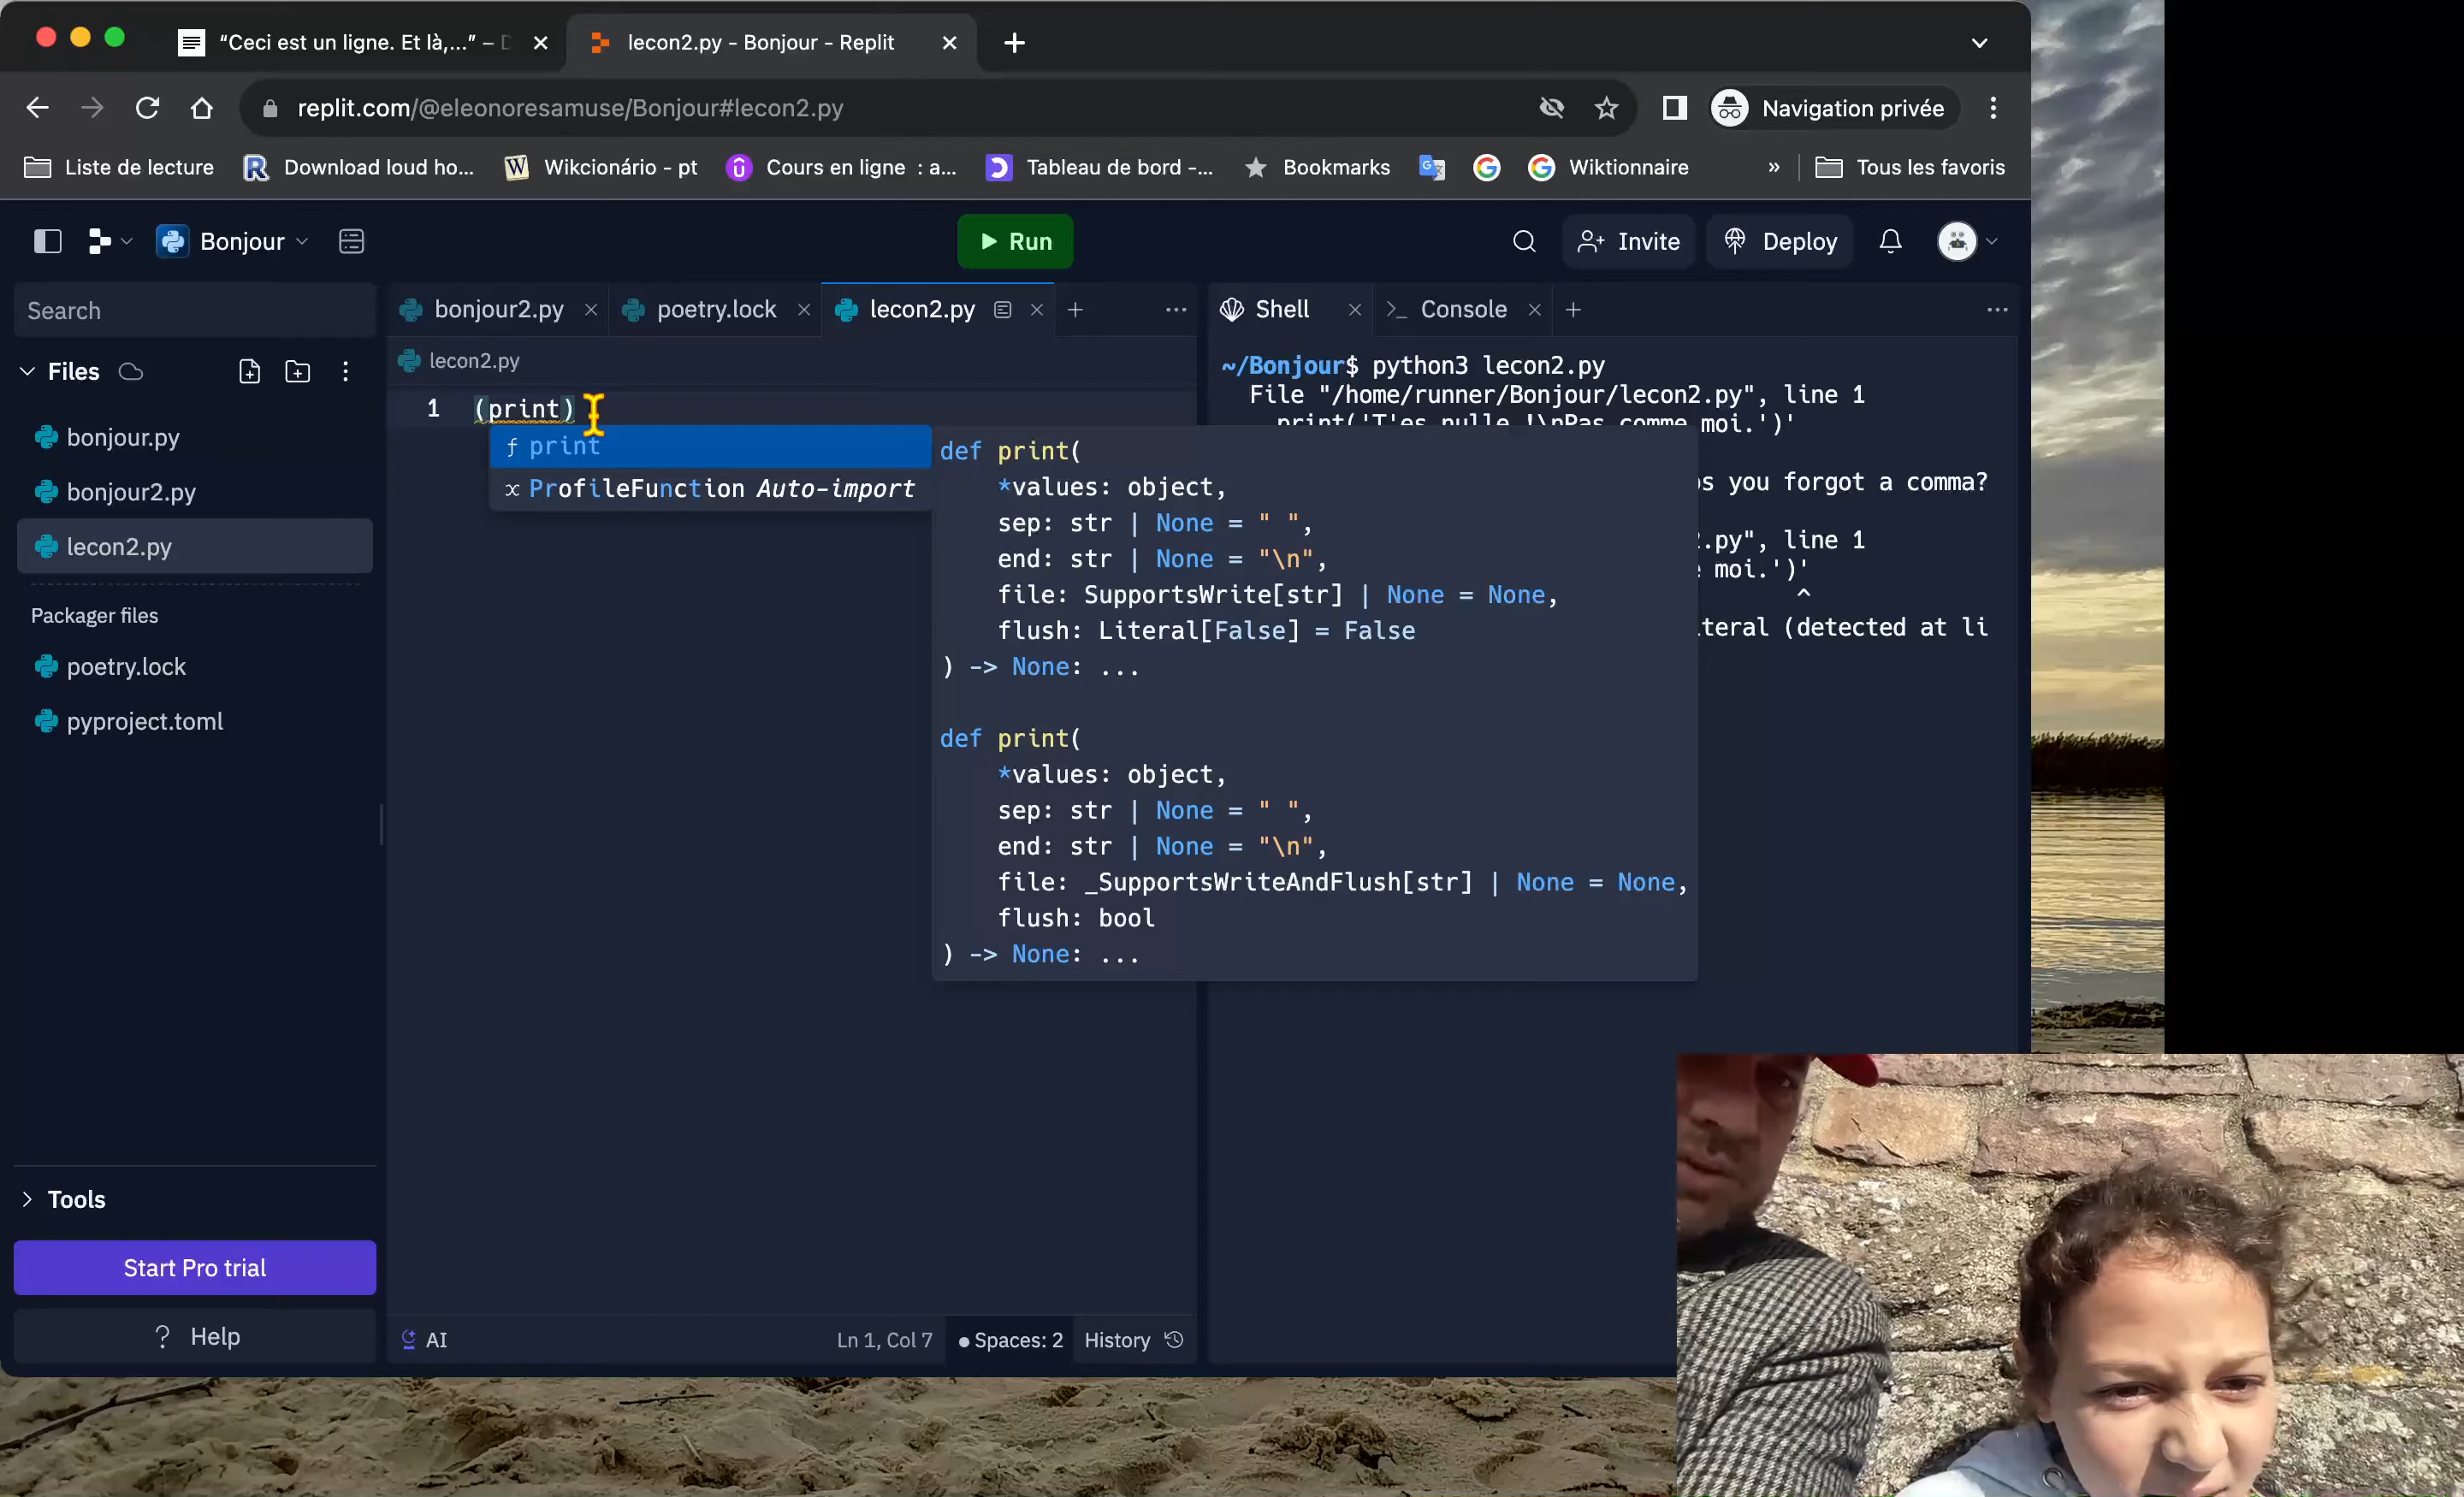 “Ceci est un ligne. Et là,...” – D
lecon2.py - Bonjour - Replit
replit.com/@eleonoresamuse/Bonjour#lecon2.py
Navigation privée
Liste de lecture
Download loud ho...
Wikcionário - pt
Cours en ligne : a...
Tableau de bord -...
Bookmarks
Wiktionnaire
»
Tous les favoris
Bonjour
Run
Invite
Deploy
Search
Files
bonjour.py
bonjour2.py
lecon2.py
Packager files
poetry.lock
pyproject.toml
Tools
Start Pro trial
? Help
bonjour2.py
poetry.lock
lecon2.py
lecon2.py
1 (print)
print
ProfileFunction Auto-import
def print(
*values: object,
sep: str | None = " ",
end: str | None = "\n",
file: SupportsWrite[str] | None = None,
flush: Literal[False] = False
) -> None: ...
def print(
*values: object,
sep: str | None = " ",
end: str | None = "\n",
file: _SupportsWriteAndFlush[str] | None = None,
flush: bool
) -> None: ...
AI
Ln 1, Col 7
Spaces: 2
History
Shell
Console
~/Bonjour$ python3 lecon2.py
File "/home/runner/Bonjour/lecon2.py", line 1
print('T'es nulle !\nPas comme moi.')'
s you forgot a comma?
.py", line 1
moi.')'
^
teral (detected at li